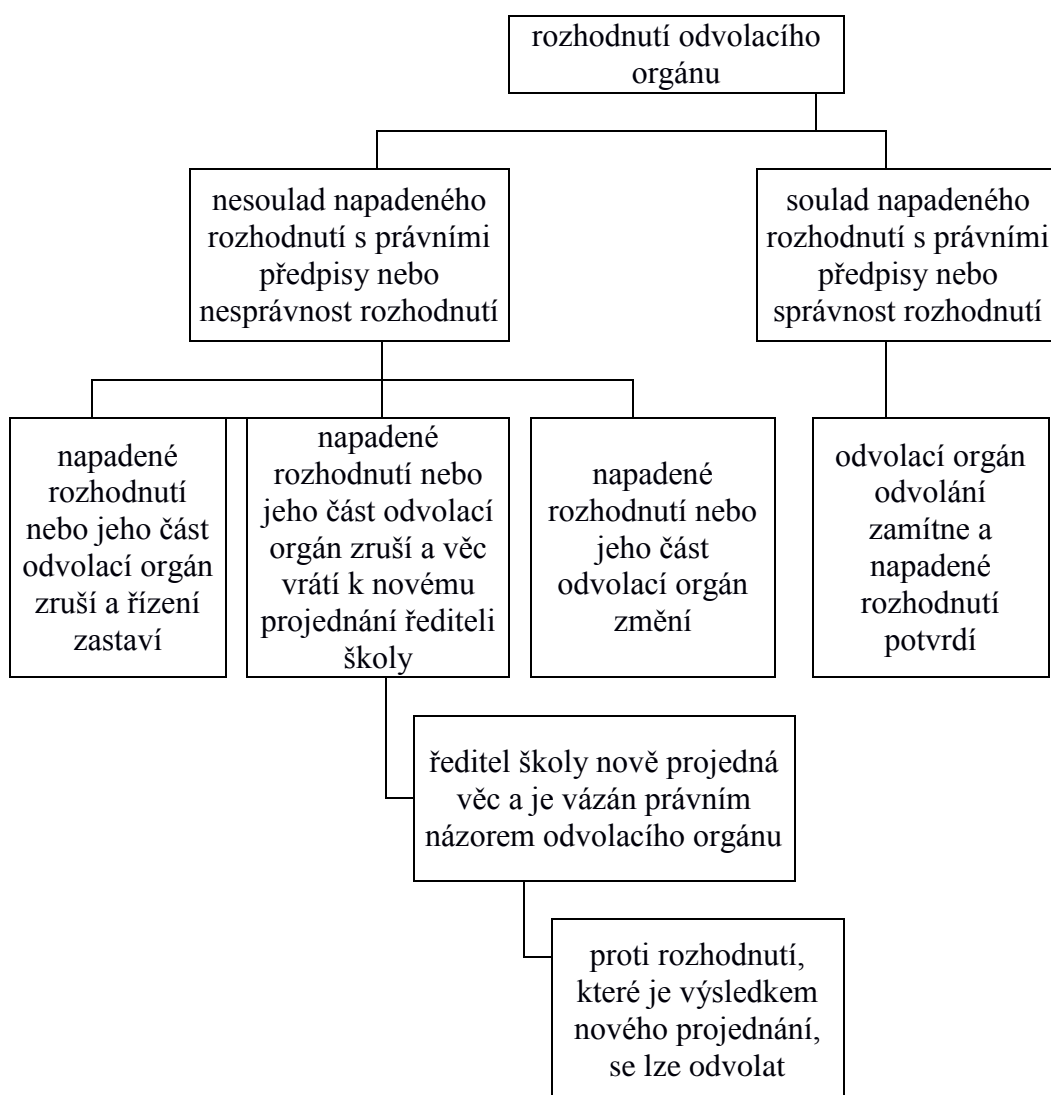 rozhodnutí odvolacího
orgánu
nesoulad napadeného
rozhodnutí s právními
předpisy nebo
nesprávnost rozhodnutí
soulad napadeného
rozhodnutí s právními
předpisy nebo
správnost rozhodnutí
napadené
rozhodnutí
nebo jeho část
odvolací orgán
zruší a řízení
zastaví
napadené
rozhodnutí nebo
jeho část odvolací
orgán zruší a věc
vrátí k novému
projednání řediteli
školy
napadené
rozhodnutí nebo
jeho část
odvolací orgán
změní
odvolací orgán
odvolání
zamítne a
napadené
rozhodnutí
potvrdí
ředitel školy nově projedná
věc a je vázán právním
názorem odvolacího orgánu
proti rozhodnutí,
které je výsledkem
nového projednání,
se lze odvolat